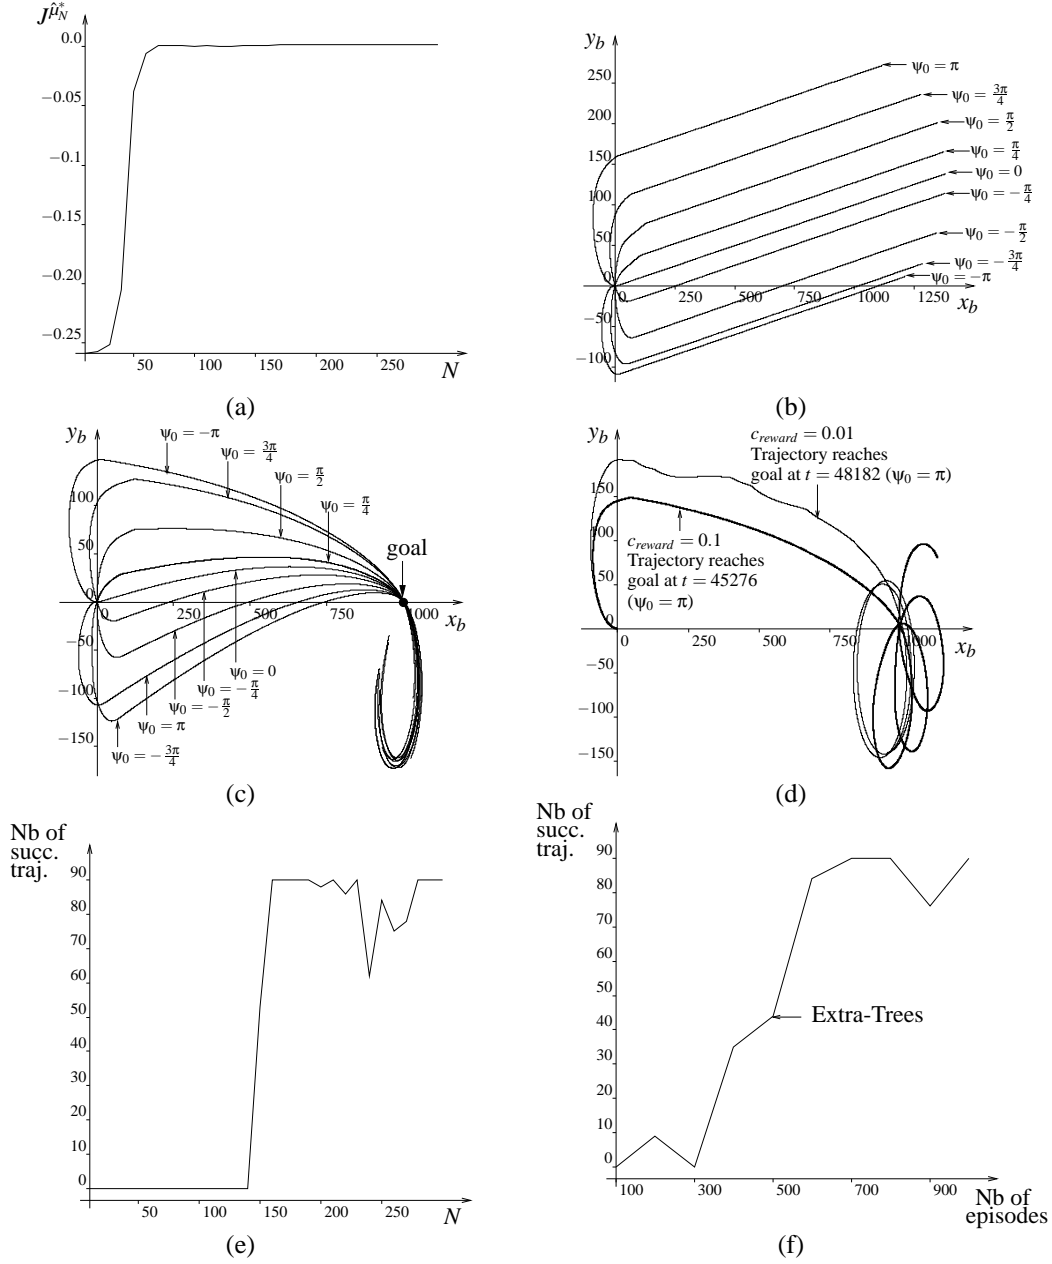 J^{\hat{μ}^*_N}
0.0
−0.05
−0.1
−0.15
−0.20
−0.25
50
100
150
200
250
N
(a)
y_b
250
200
150
100
50
0
−50
−100
0
250
500
750
1000
1250
x_b
ψ0 = π
ψ0 = 3π/4
ψ0 = π/2
ψ0 = π/4
ψ0 = 0
ψ0 = −π/4
ψ0 = −π/2
ψ0 = −3π/4
ψ0 = −π
(b)
y_b
100
50
0
−50
−100
−150
0
250
500
750
1000
x_b
ψ0 = −π
ψ0 = 3π/4
ψ0 = π/2
ψ0 = π/4
goal
ψ0 = 0
ψ0 = −π/4
ψ0 = −π/2
ψ0 = π
ψ0 = −3π/4
(c)
y_b
150
100
50
0
−50
−100
−150
0
250
500
750
1000
x_b
c_reward = 0.01
Trajectory reaches
goal at t = 48182 (ψ0 = π)
c_reward = 0.1
Trajectory reaches
goal at t = 45276
(ψ0 = π)
(d)
Nb of
succ.
traj.
90
80
70
60
50
40
30
20
10
0
50
100
150
200
250
N
(e)
Nb of
succ.
traj.
90
80
70
60
50
40
30
20
10
0
100
300
500
700
900
Extra-Trees
Nb of
episodes
(f)